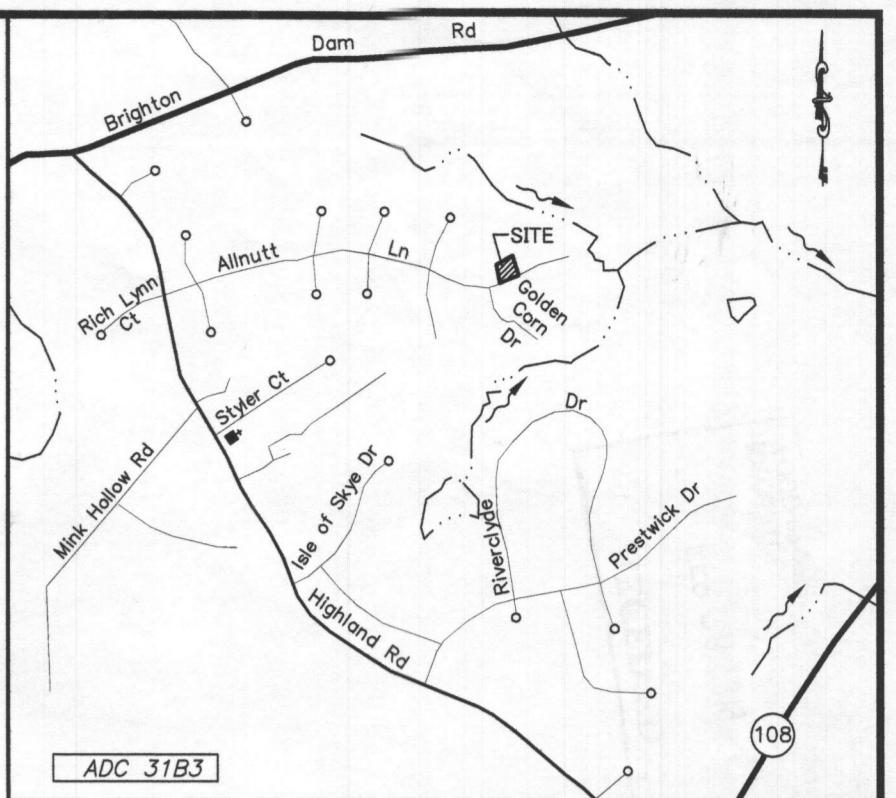 Brighton Dam Rd
SITE
Allnutt Ln
Rich Lynn
Ct
Golden
Corn
Dr
Styler Ct
Dr
Mink Hollow Rd
Isle of Skye Dr
Riverclyde
Prestwick Dr
Highland Rd
108
ADC 31B3